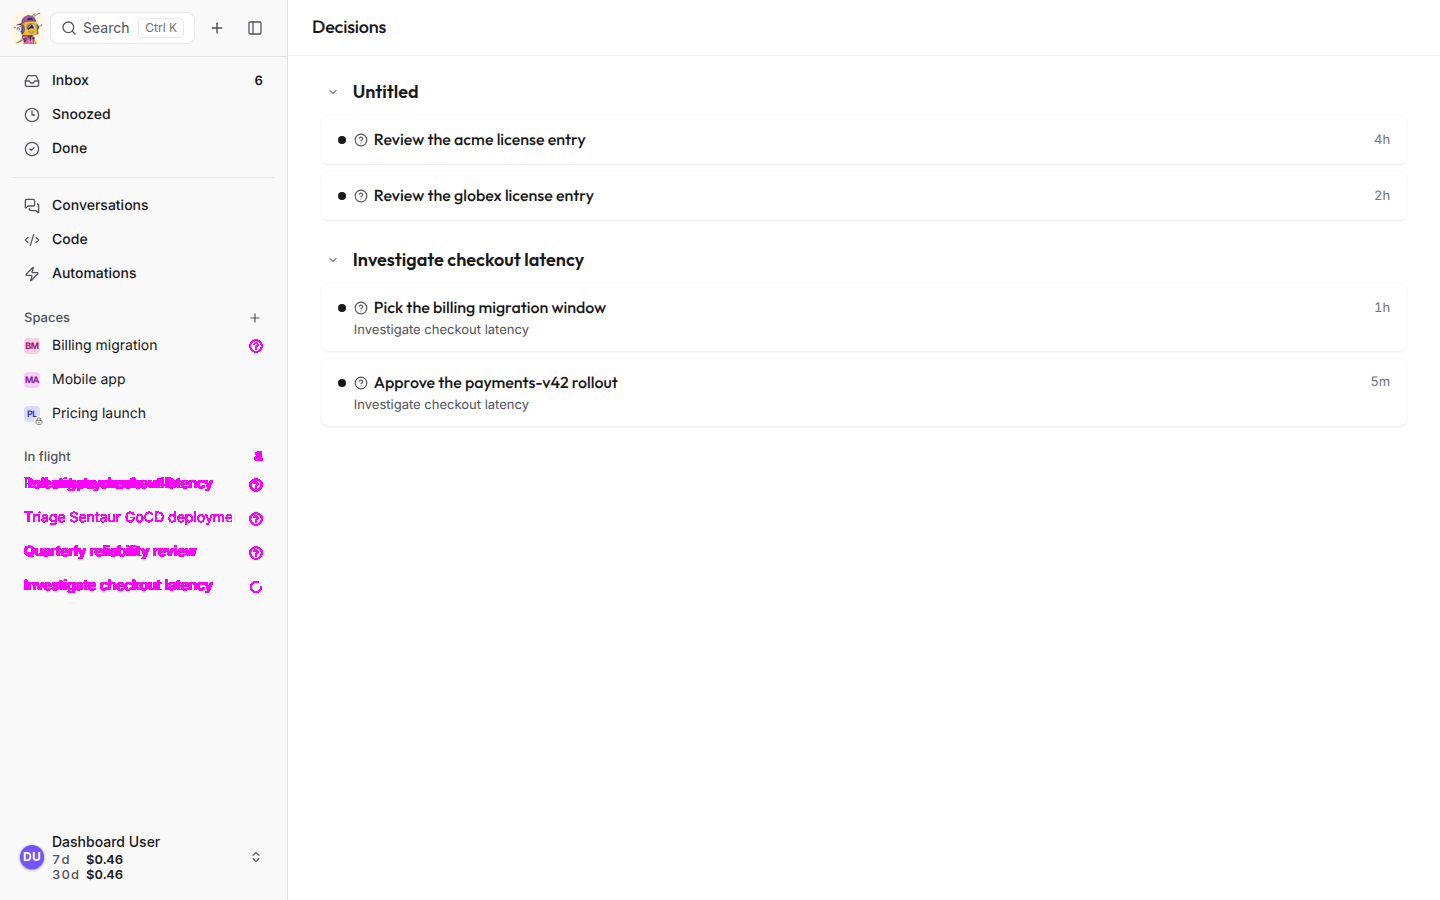 Search Ctrl K
Decisions
Inbox 6
Snoozed
Done
Conversations
Code
Automations
Spaces
BM Billing migration
MA Mobile app
PL Pricing launch
In flight
Triage Sentaur GoCD deployme
Quarterly reliability review
Investigate checkout latency
Dashboard User
DU
7d $0.46
30d $0.46
Untitled
Review the acme license entry 4h
Review the globex license entry 2h
Investigate checkout latency
Pick the billing migration window 1h
Investigate checkout latency
Approve the payments-v42 rollout 5m
Investigate checkout latency